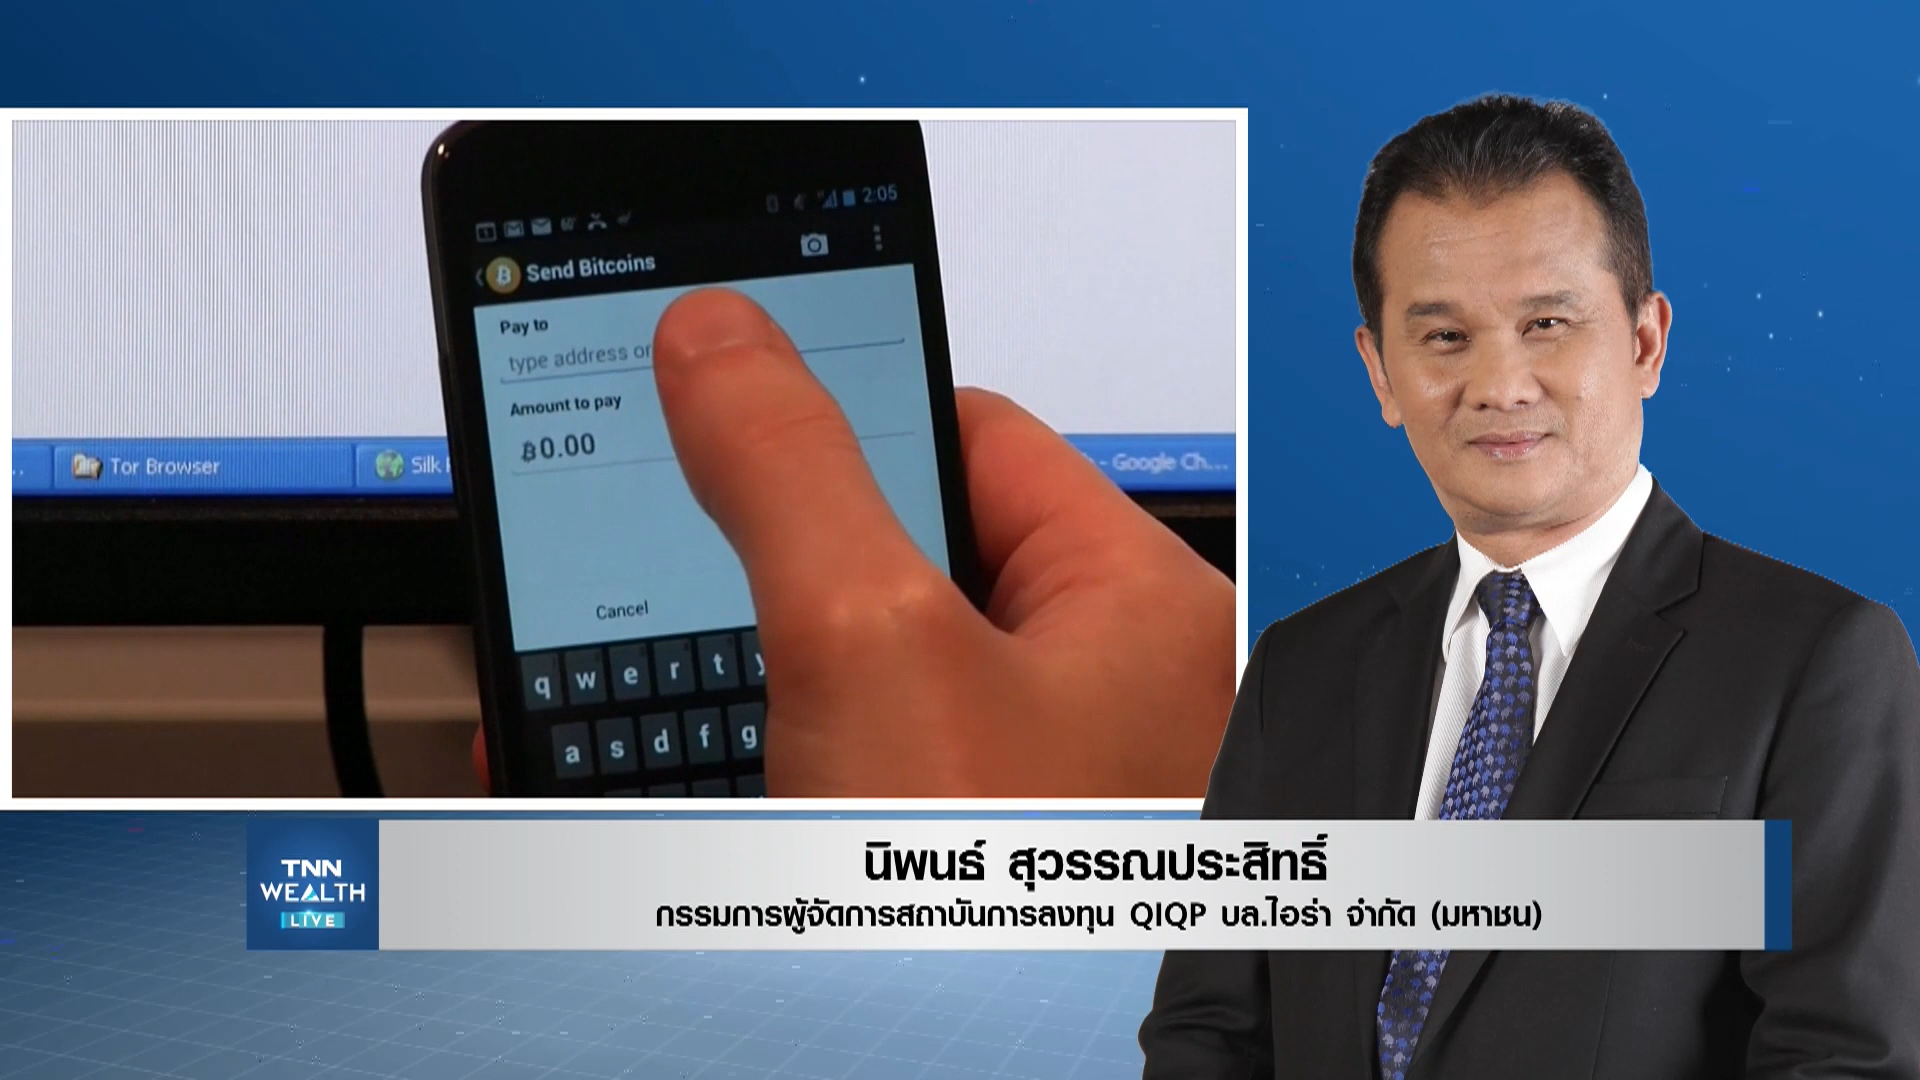 2:05
Send Bitcoins
Pay to
type address or
Amount to pay
฿0.00
Tor Browser
Silk
- Google Ch...
Cancel
q w e r t y
a s d f g
นิพนธ์ สุวรรณประสิทธิ์
กรรมการผู้จัดการสถาบันการลงทุน QIQP บล.ไอร่า จำกัด (มหาชน)
TNN
WEALTH
LIVE